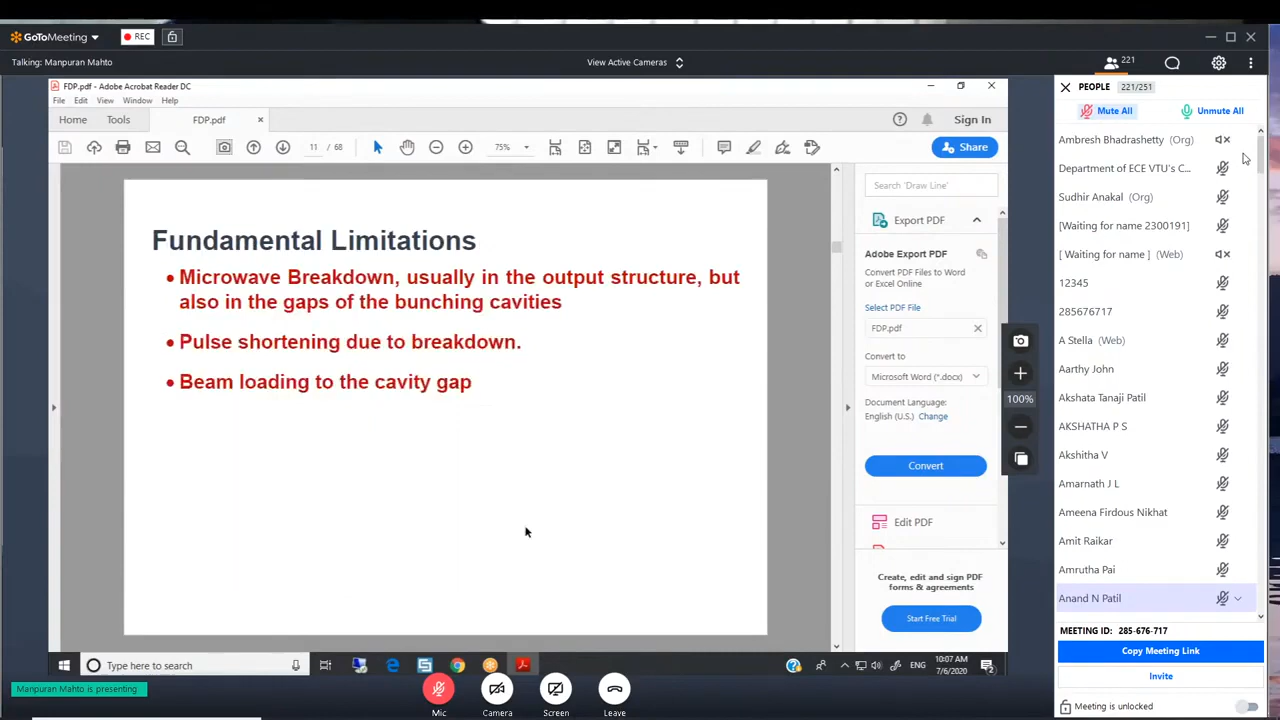 GoToMeeting
REC
Talking: Manpuran Mahto
View Active Cameras
221
FDP.pdf - Adobe Acrobat Reader DC
File Edit View Window Help
Home Tools FDP.pdf
Sign In
11 / 68
75%
Share
Fundamental Limitations
• Microwave Breakdown, usually in the output structure, but
also in the gaps of the bunching cavities
• Pulse shortening due to breakdown.
• Beam loading to the cavity gap
Search 'Draw Line'
Export PDF
Adobe Export PDF
Convert PDF Files to Word
or Excel Online
Select PDF File
FDP.pdf
Convert to
Microsoft Word (*.docx)
Document Language:
English (U.S.) Change
Convert
Edit PDF
Create, edit and sign PDF
forms & agreements
Start Free Trial
100%
PEOPLE 221/251
Mute All
Unmute All
Ambresh Bhadrashetty (Org)
Department of ECE VTU's C...
Sudhir Anakal (Org)
[Waiting for name 2300191]
[ Waiting for name ] (Web)
12345
285676717
A Stella (Web)
Aarthy John
Akshata Tanaji Patil
AKSHATHA P S
Akshitha V
Amarnath J L
Ameena Firdous Nikhat
Amit Raikar
Amrutha Pai
Anand N Patil
MEETING ID: 285-676-717
Copy Meeting Link
Invite
Meeting is unlocked
Type here to search
ENG
10:07 AM
7/6/2020
2
Manpuran Mahto is presenting
Mic
Camera
Screen
Leave